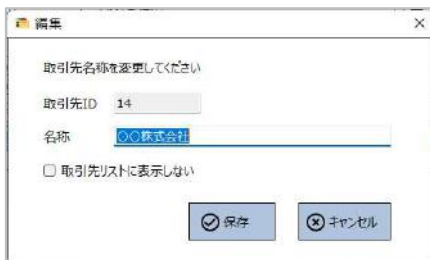 編集
取引先名称を変更してください
取引先ID 14
名称 〇〇株式会社
取引先リストに表示しない
保存 キャンセル